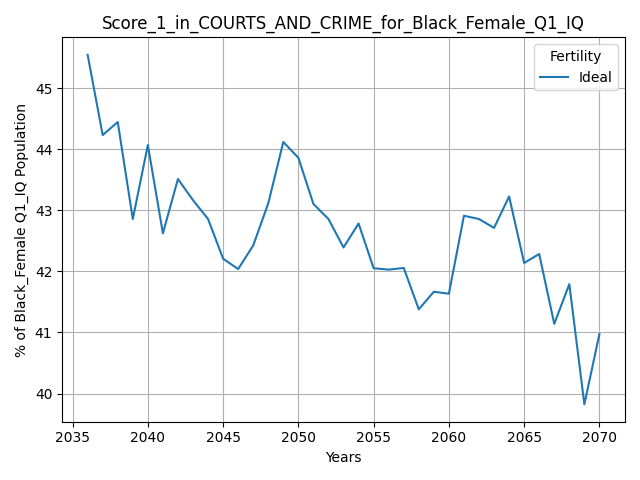 Score_1_in_COURTS_AND_CRIME_for_Black_Female_Q1_IQ
Fertility
Ideal
% of Black_Female Q1_IQ Population
45
44
43
42
41
40
2035 2040 2045 2050 2055 2060 2065 2070
Years